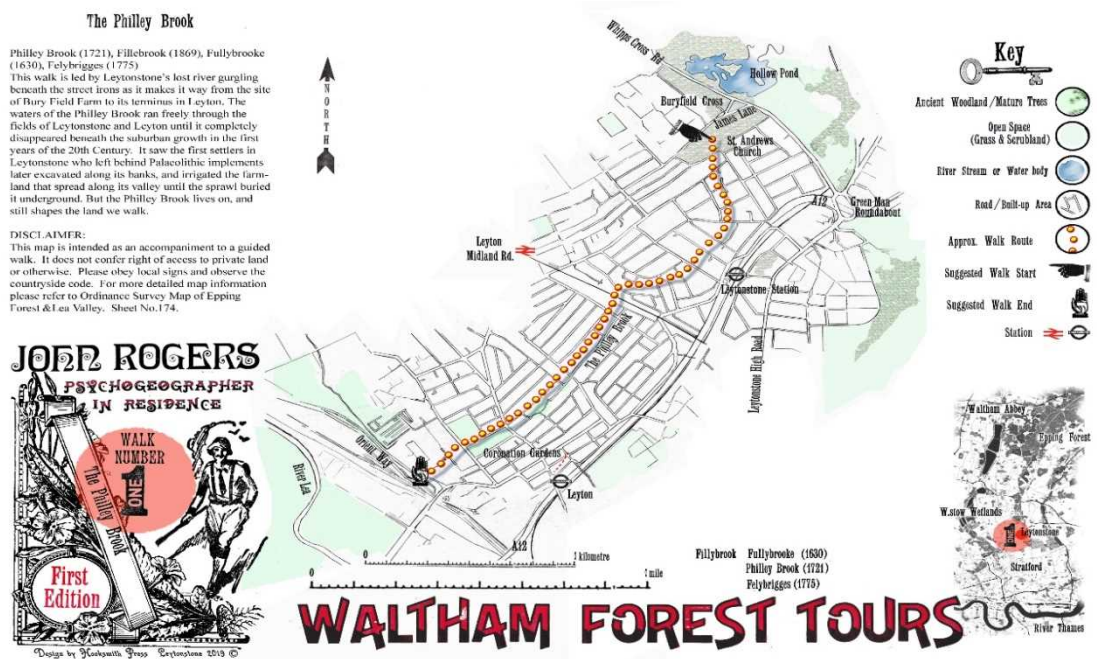 The Philley Brook
Philley Brook (1721), Fillebrook (1869), Fullybrooke
(1630), Felybrigges (1775)
This walk is led by Leytonstone's lost river gurgling
beneath the street irons as it makes it way from the site
of Bury Field Farm to its terminus in Leyton. The
waters of the Philley Brook ran freely through the
fields of Leytonstone and Leyton until it completely
disappeared beneath the suburban growth in the first
years of the 20th Century. It saw the first settlers in
Leytonstone who left behind Palaeolithic implements
later excavated along its banks, and irrigated the farm-
land that spread along its valley until the sprawl buried
it underground. But the Philley Brook lives on, and
still shapes the land we walk.
DISCLAIMER:
This map is intended as an accompaniment to a guided
walk. It does not confer right of access to private land
or otherwise. Please obey local signs and observe the
countryside code. For more detailed map information
please refer to Ordinance Survey Map of Epping
Forest & Lea Valley. Sheet No.174.
JOHN ROGERS
PSYCHOGEOGRAPHER
IN RESIDENCE
WALK
NUMBER
ONE
1
The Philley Brook
First
Edition
Design by Hooksmith Press Leytonstone 2019 ©
NORTH
Whipps Cross Rd
Hollow Pond
Buryfield Cross
James Lane
St. Andrews
Church
A12
Green Man
Roundabout
Leyton
Midland Rd.
Leytonstone Station
The Philley Brook
Leytonstone High Road
Orient Way
Coronation Gardens
River Lea
Leyton
A12
0
1 kilometre
0
1 mile
Fillybrook Fullybrooke (1630)
Philley Brook (1721)
Felybrigges (1775)
WALTHAM FOREST TOURS
Key
Ancient Woodland/Mature Trees
Open Space
(Grass & Scrubland)
River Stream or Water body
Road/Built-up Area
Approx. Walk Route
Suggested Walk Start
Suggested Walk End
Station
Waltham Abbey
Epping Forest
W.stow Wetlands
ONE
1
Leytonstone
Stratford
River Thames